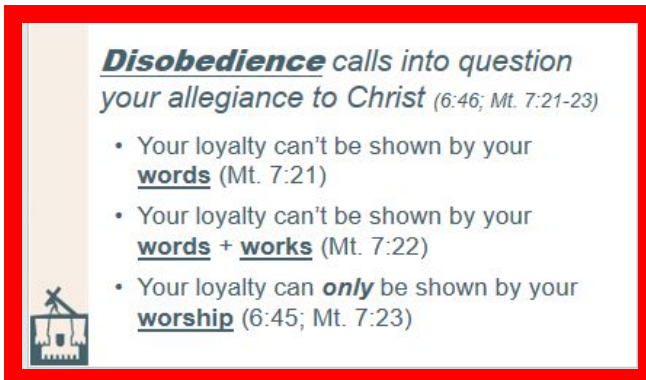 Disobedience calls into question
your allegiance to Christ (6:46; Mt. 7:21-23)
• Your loyalty can't be shown by your
words (Mt. 7:21)
• Your loyalty can't be shown by your
words + works (Mt. 7:22)
• Your loyalty can only be shown by your
worship (6:45; Mt. 7:23)